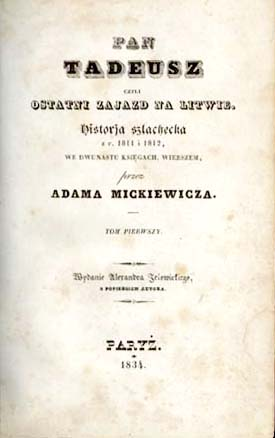 PAN
TADEUSZ
CZYLI
OSTATNI ZAJAZD NA LITWIE.
Historja szlachecka
z r. 1811 i 1812,
WE DWUNASTU KSIĘGACH, WIERSZEM,
przez
ADAMA MICKIEWICZA.
TOM PIERWSZY.
Wydanie Alexandra Jełowickiego,
Z POPIERSIEM AUTORA.
PARYŻ.
1834.